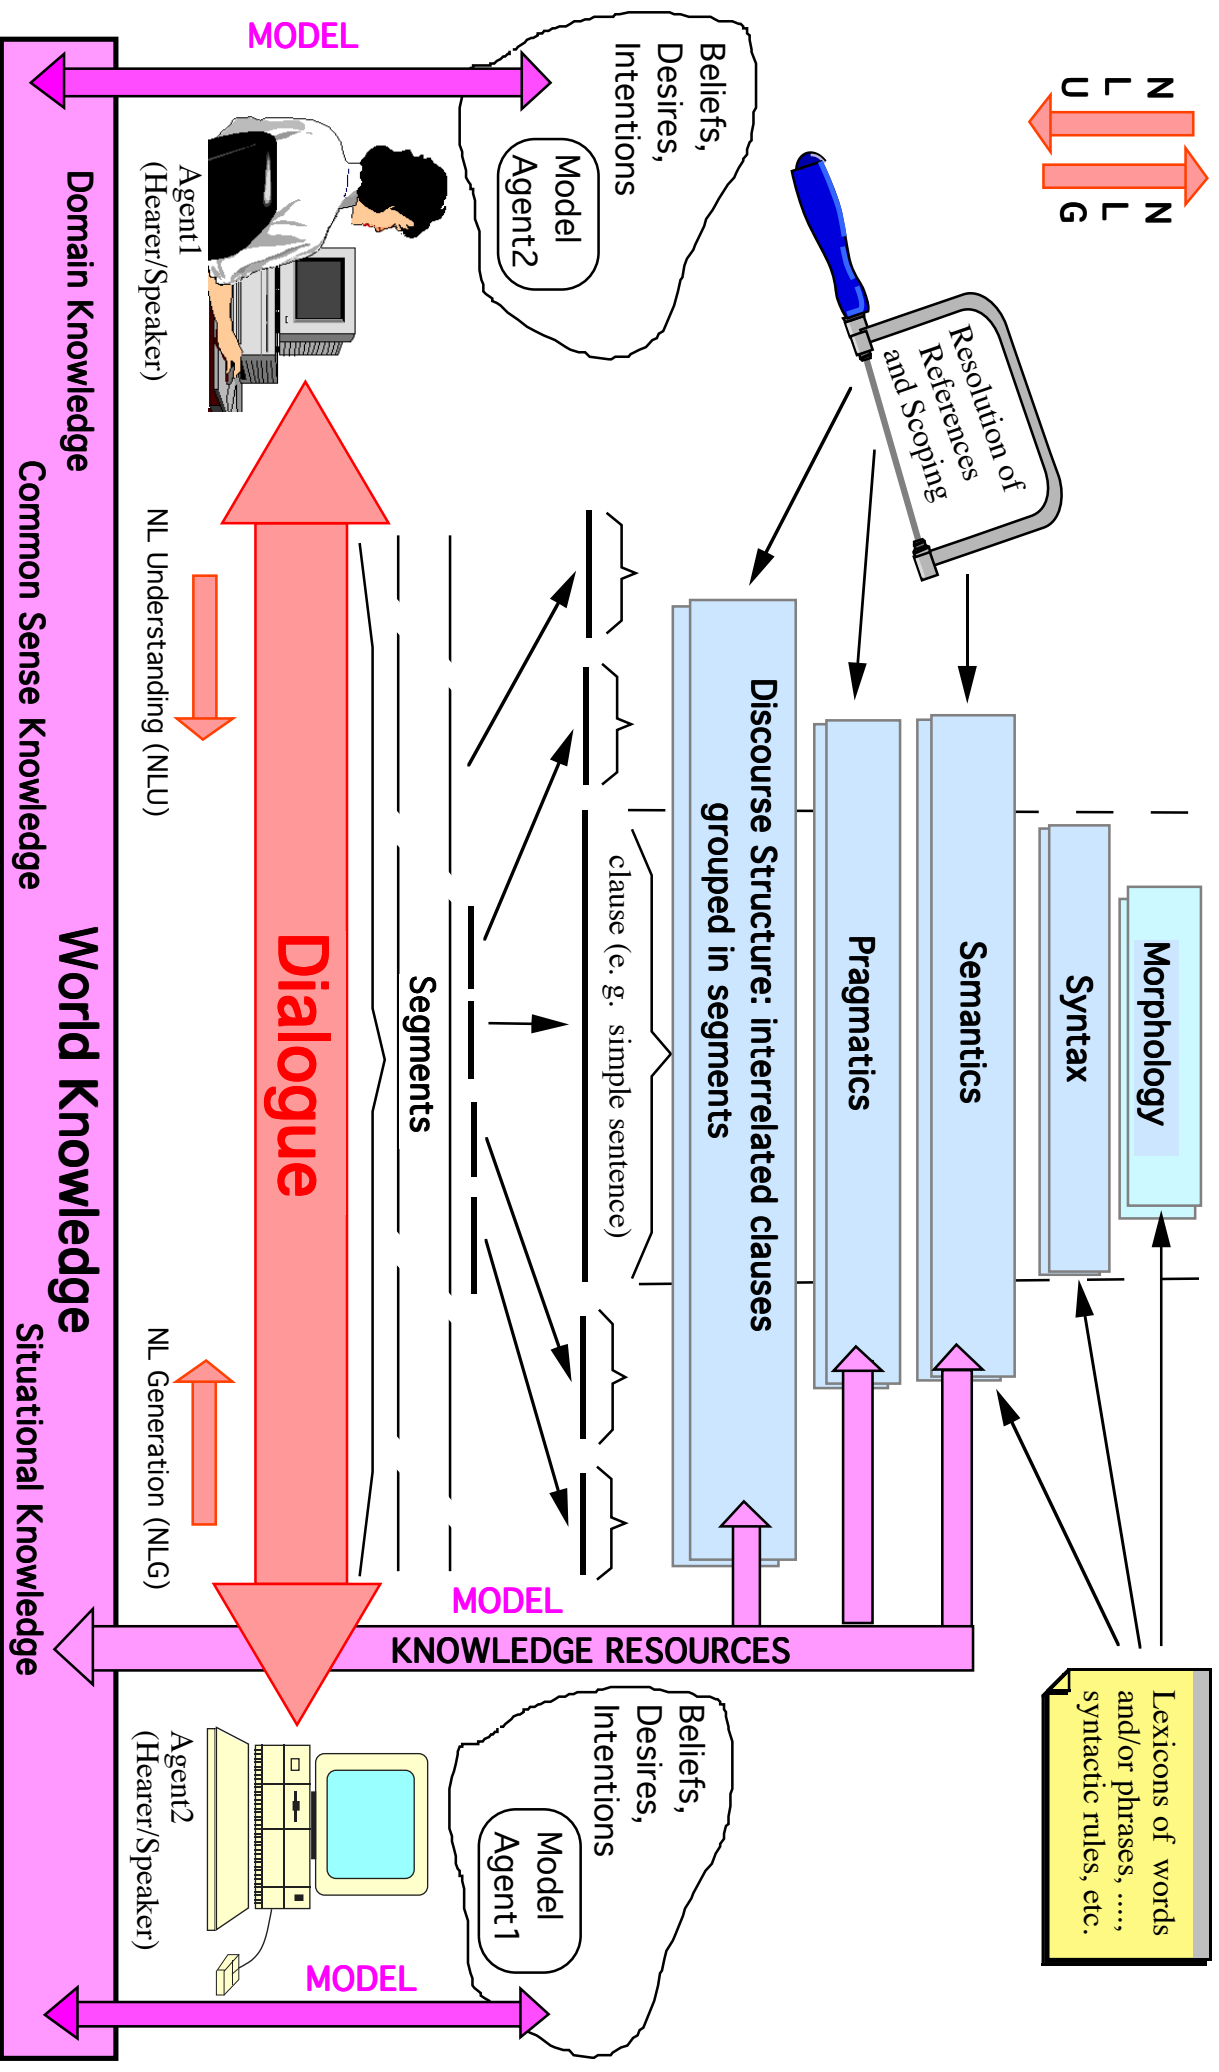 N
L
U
N
L
G
Morphology
Lexicons of words
and/or phrases, .....,
syntactic rules, etc.
Syntax
Resolution of
References
and Scoping
Semantics
Pragmatics
Discourse Structure: interrelated clauses
grouped in segments
Beliefs,
Desires,
Intentions
Model
Agent2
clause (e. g. simple sentence)
Beliefs,
Desires,
Intentions
Model
Agent1
Segments
MODEL
MODEL
KNOWLEDGE RESOURCES
MODEL
Dialogue
Agent1
(Hearer/Speaker)
NL Understanding (NLU)
NL Generation (NLG)
Agent2
(Hearer/Speaker)
World Knowledge
Domain Knowledge
Common Sense Knowledge
Situational Knowledge